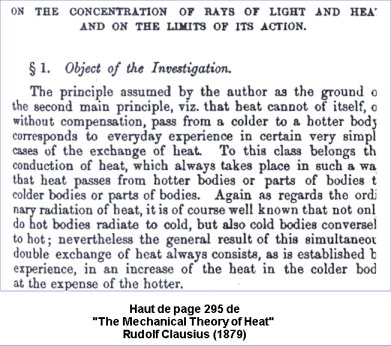 ON THE CONCENTRATION OF RAYS OF LIGHT AND HEA
AND ON THE LIMITS OF ITS ACTION.
§ 1. Object of the Investigation.
The principle assumed by the author as the ground o
the second main principle, viz. that heat cannot of itself, o
without compensation, pass from a colder to a hotter body
corresponds to everyday experience in certain very simpl
cases of the exchange of heat. To this class belongs th
conduction of heat, which always takes place in such a wa
that heat passes from hotter bodies or parts of bodies t
colder bodies or parts of bodies. Again as regards the ordi
nary radiation of heat, it is of course well known that not onl
do hot bodies radiate to cold, but also cold bodies conversel
to hot; nevertheless the general result of this simultaneou
double exchange of heat always consists, as is established b
experience, in an increase of the heat in the colder bod
at the expense of the hotter.
Haut de page 295 de
"The Mechanical Theory of Heat"
Rudolf Clausius (1879)